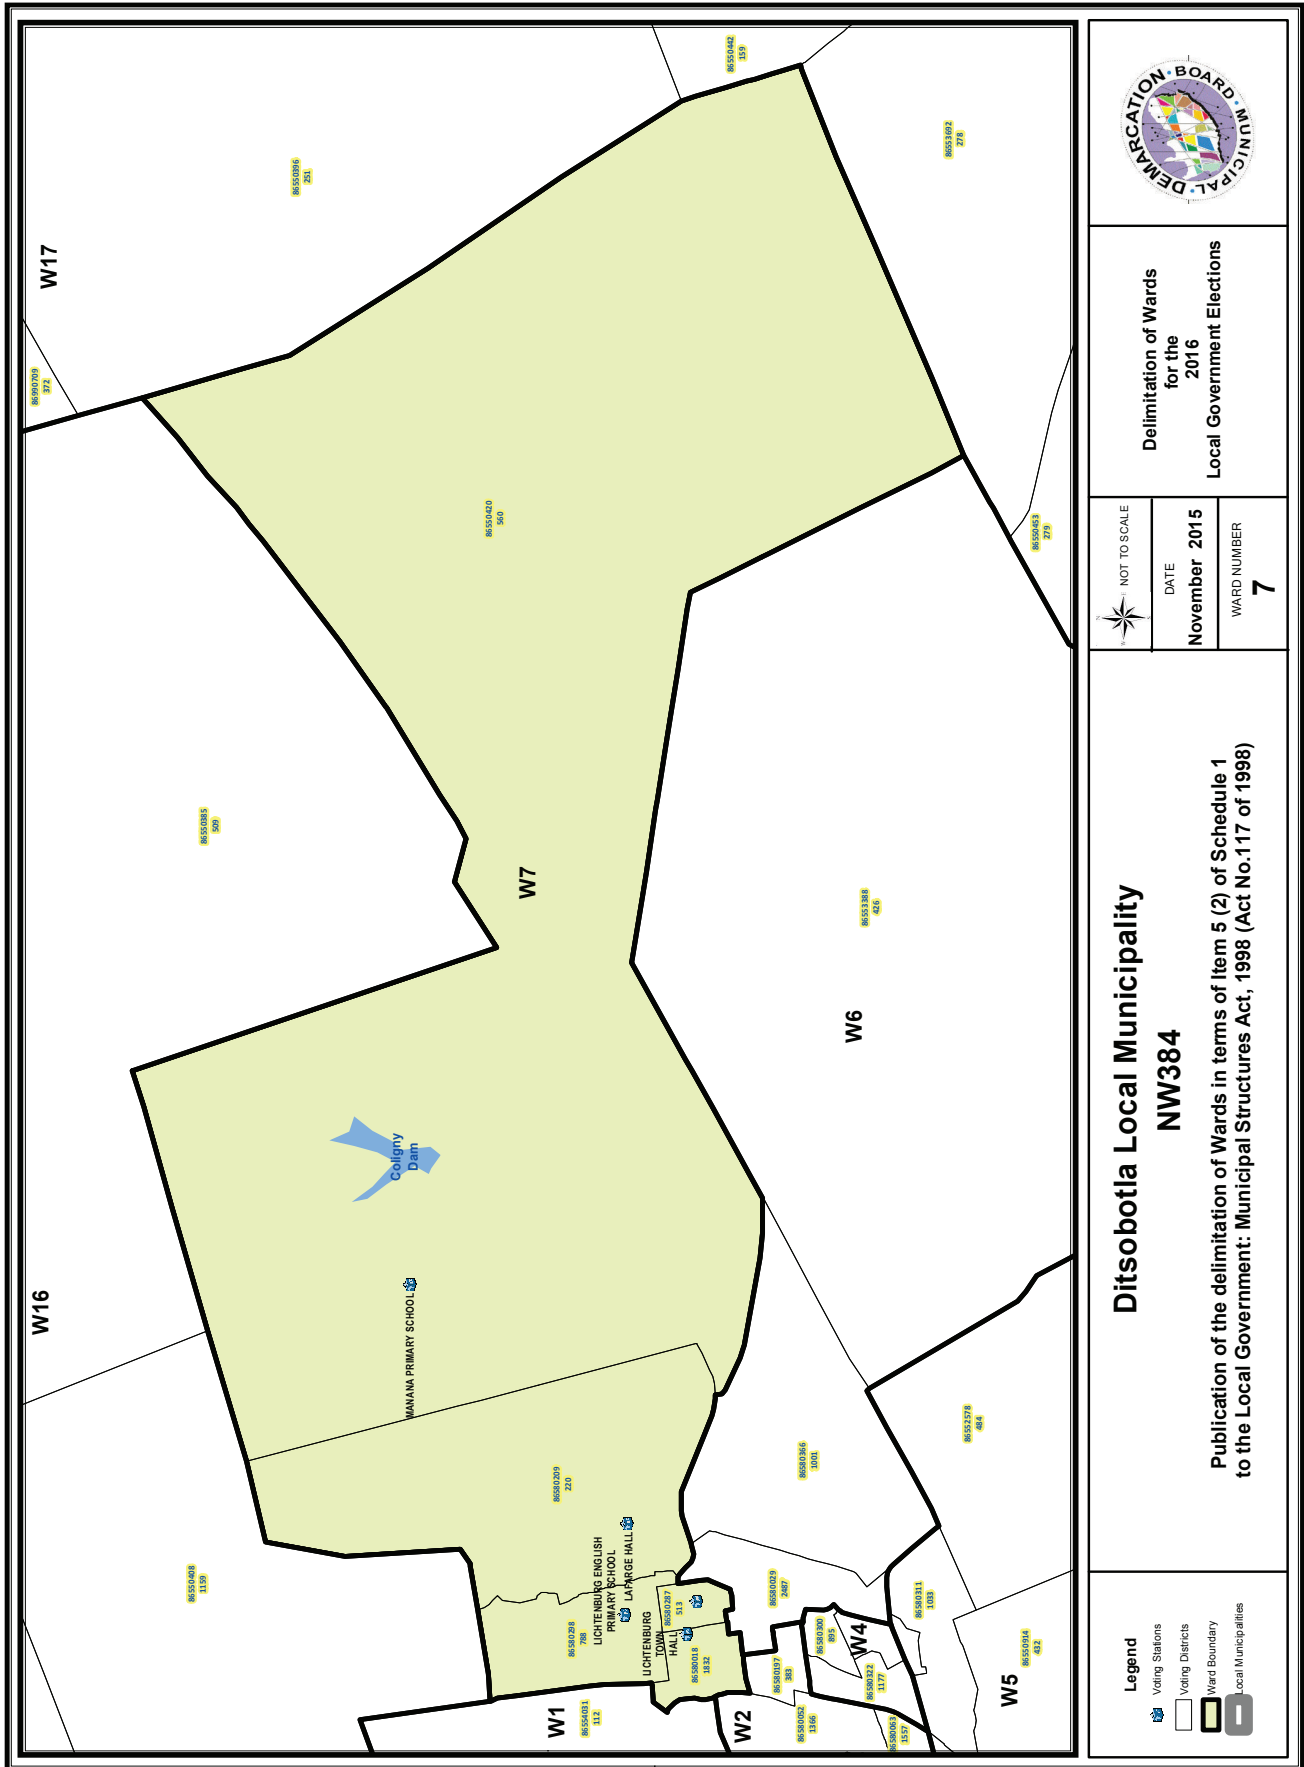 W16
W17
86990709
372
86550396
251
86550442
159
86550385
509
86550408
1159
86550420
560
86553692
278
MANANA PRIMARY SCHOOL
Coligny
Dam
W7
86580209
220
86580298
788
LICHTENBURG ENGLISH
PRIMARY SCHOOL
LAFARGE HALL
LICHTENBURG
TOWN
HALL
86580287
513
86580018
1832
W1
86554031
112
W2
86580197
383
86580052
1366
86580029
2487
86580366
1001
86580300
895
W4
86580322
1177
86580063
1557
86580311
1033
W6
86553388
426
86552578
484
W5
86550914
432
86550453
279
Legend
Voting Stations
Voting Districts
Ward Boundary
Local Municipalities
Ditsobotla Local Municipality
NW384
Publication of the delimitation of Wards in terms of Item 5 (2) of Schedule 1
to the Local Government: Municipal Structures Act, 1998 (Act No.117 of 1998)
N
W
E
S
NOT TO SCALE
DATE
November 2015
WARD NUMBER
7
Delimitation of Wards
for the
2016
Local Government Elections
MUNICIPAL • DEMARCATION • BOARD •